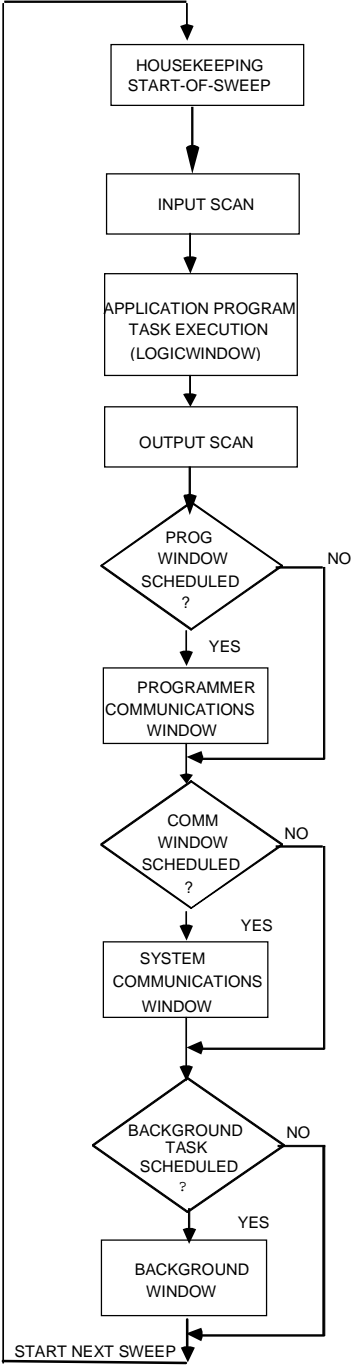 HOUSEKEEPING
START-OF-SWEEP
INPUT SCAN
APPLICATION PROGRAM
TASK EXECUTION
(LOGICWINDOW)
OUTPUT SCAN
PROG
WINDOW
SCHEDULED
?
NO
YES
PROGRAMMER
COMMUNICATIONS
WINDOW
COMM
WINDOW
SCHEDULED
?
NO
YES
SYSTEM
COMMUNICATIONS
WINDOW
BACKGROUND
TASK
SCHEDULED
?
NO
YES
BACKGROUND
WINDOW
START NEXT SWEEP